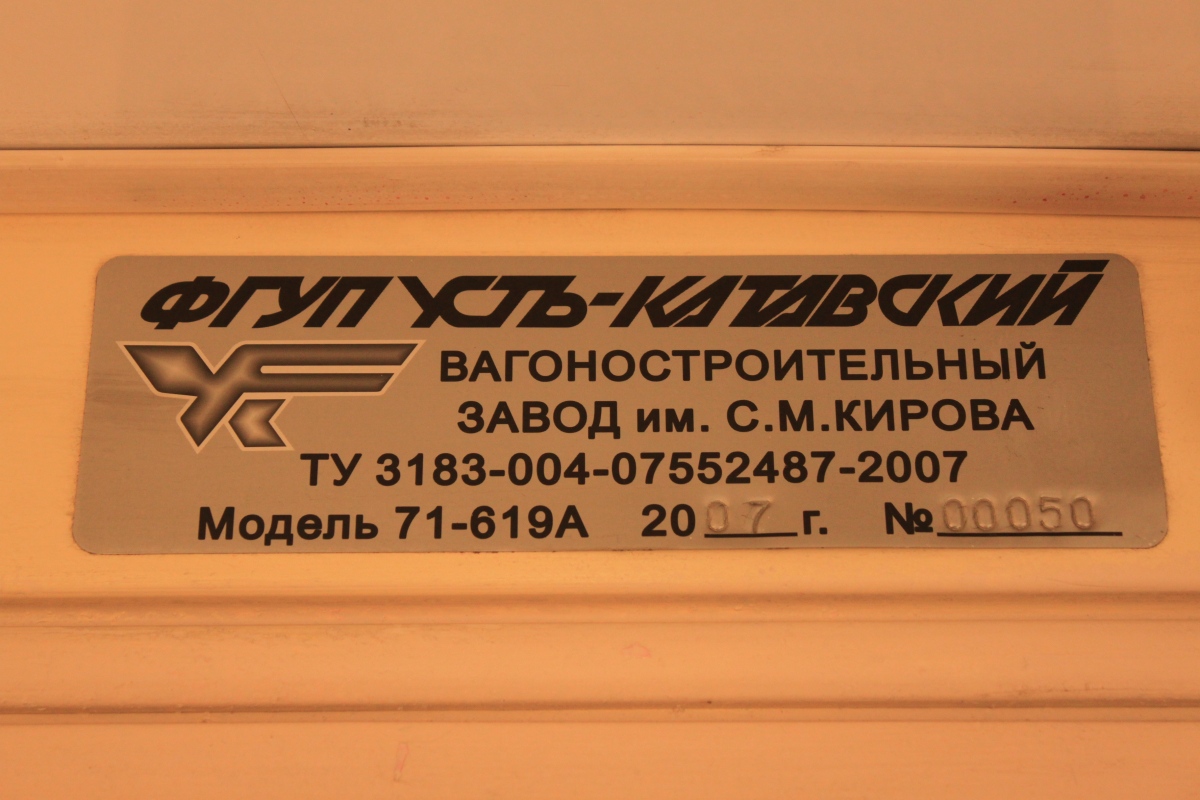 ФГУП УСТЬ-КАТАВСКИЙ
ВАГОНОСТРОИТЕЛЬНЫЙ
ЗАВОД им. С.М.КИРОВА
ТУ 3183-004-07552487-2007
Модель 71-619А 2007 г. №00050